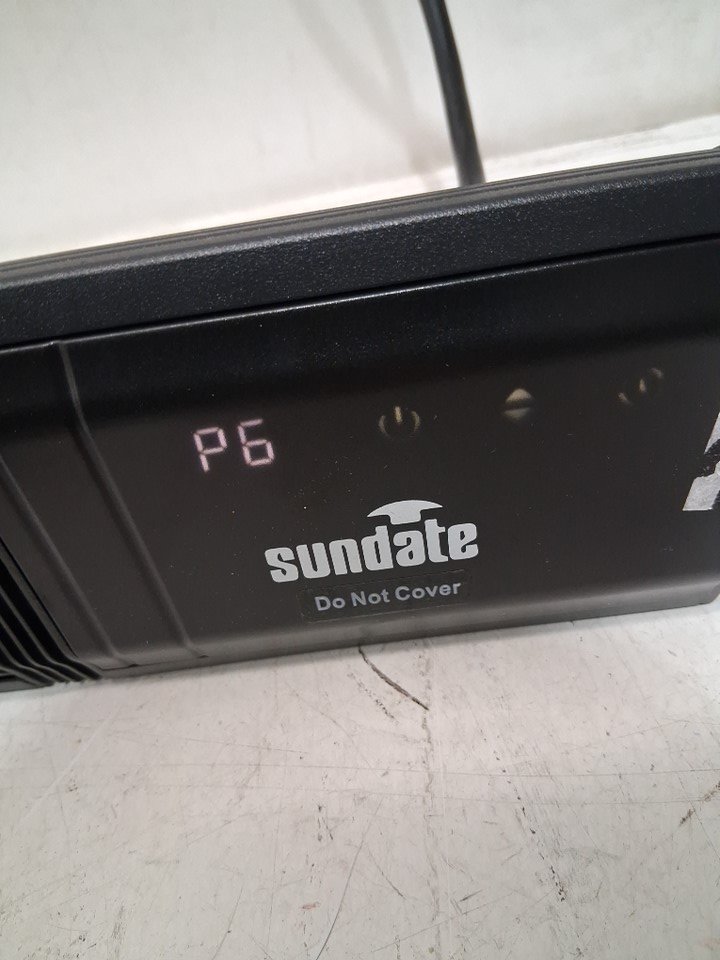 P6
sundate
Do Not Cover